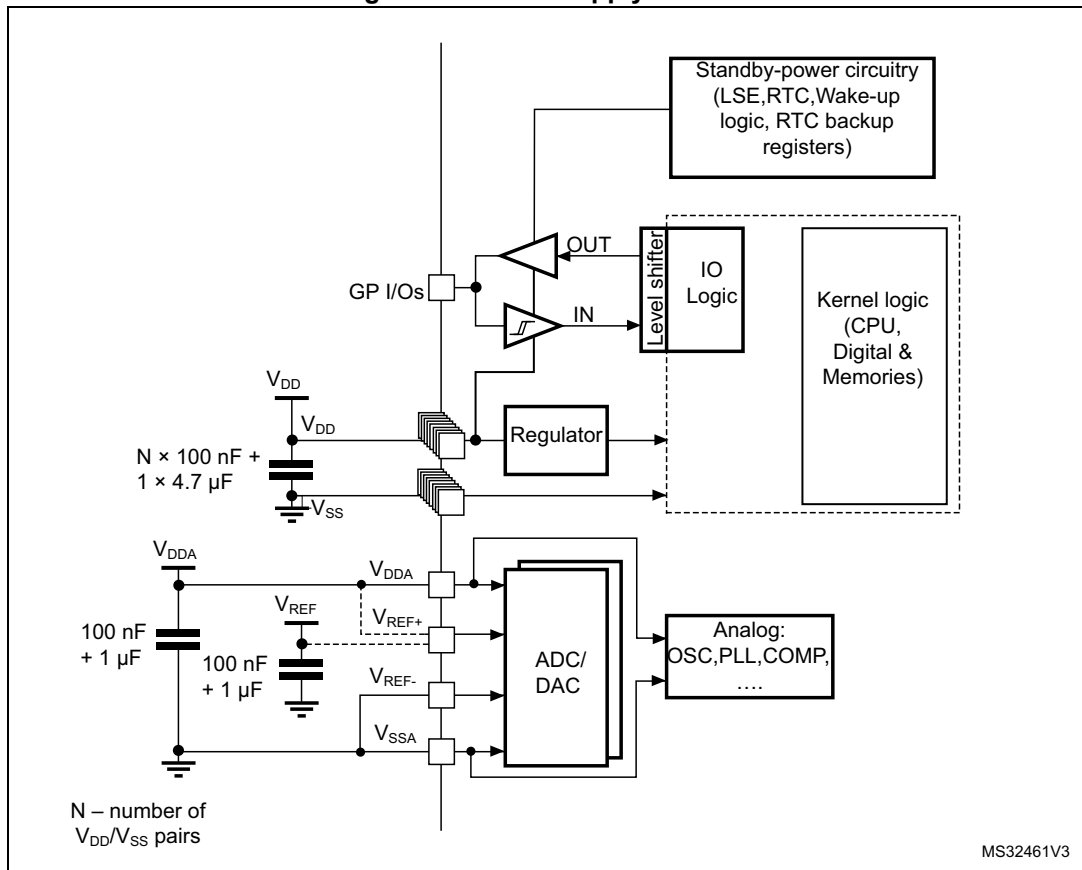 Standby-power circuitry
(LSE,RTC,Wake-up
logic, RTC backup
registers)
OUT
Level shifter
IO
Logic
GP I/Os
IN
Kernel logic
(CPU,
Digital &
Memories)
VDD
VDD
Regulator
N × 100 nF +
1 × 4.7 µF
VSS
VDDA
VDDA
VREF
VREF+
100 nF
+ 1 µF
100 nF
+ 1 µF
ADC/
DAC
Analog:
OSC,PLL,COMP,
....
VREF-
VSSA
N – number of
VDD/VSS pairs
MS32461V3